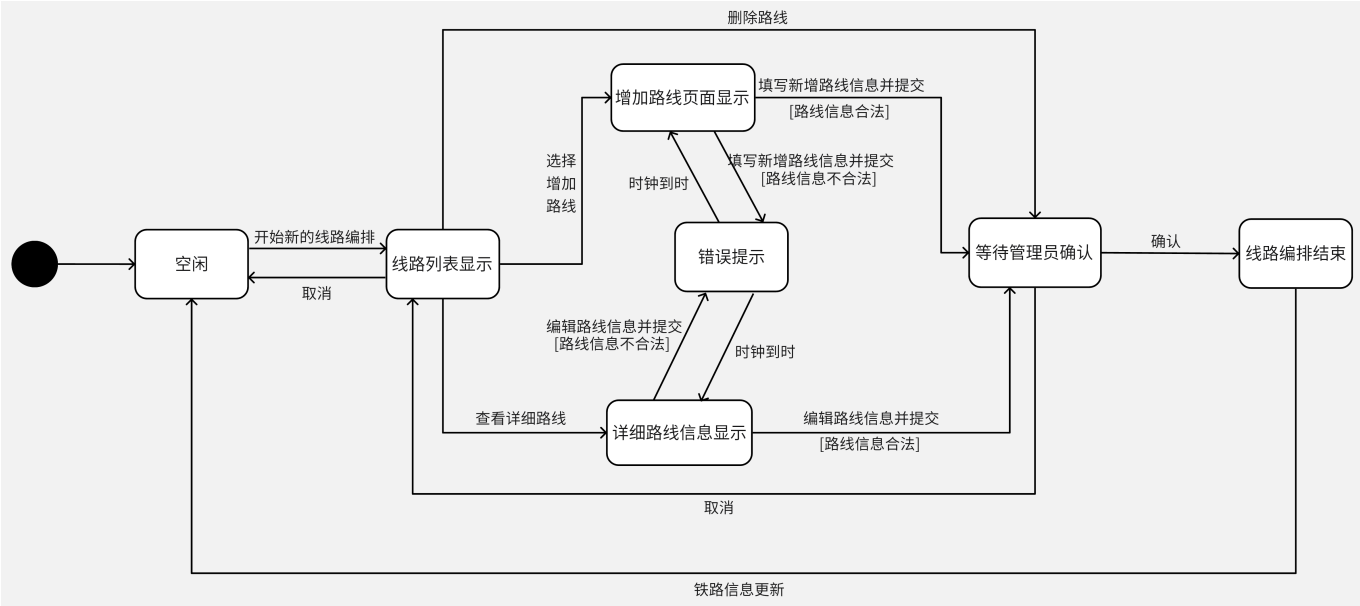 删除路线
增加路线页面显示
填写新增路线信息并提交
[路线信息合法]
选择
增加
路线
时钟到时
填写新增路线信息并提交
[路线信息不合法]
开始新的线路编排
空闲
线路列表显示
取消
错误提示
等待管理员确认
确认
线路编排结束
编辑路线信息并提交
[路线信息不合法]
时钟到时
查看详细路线
详细路线信息显示
编辑路线信息并提交
[路线信息合法]
取消
铁路信息更新